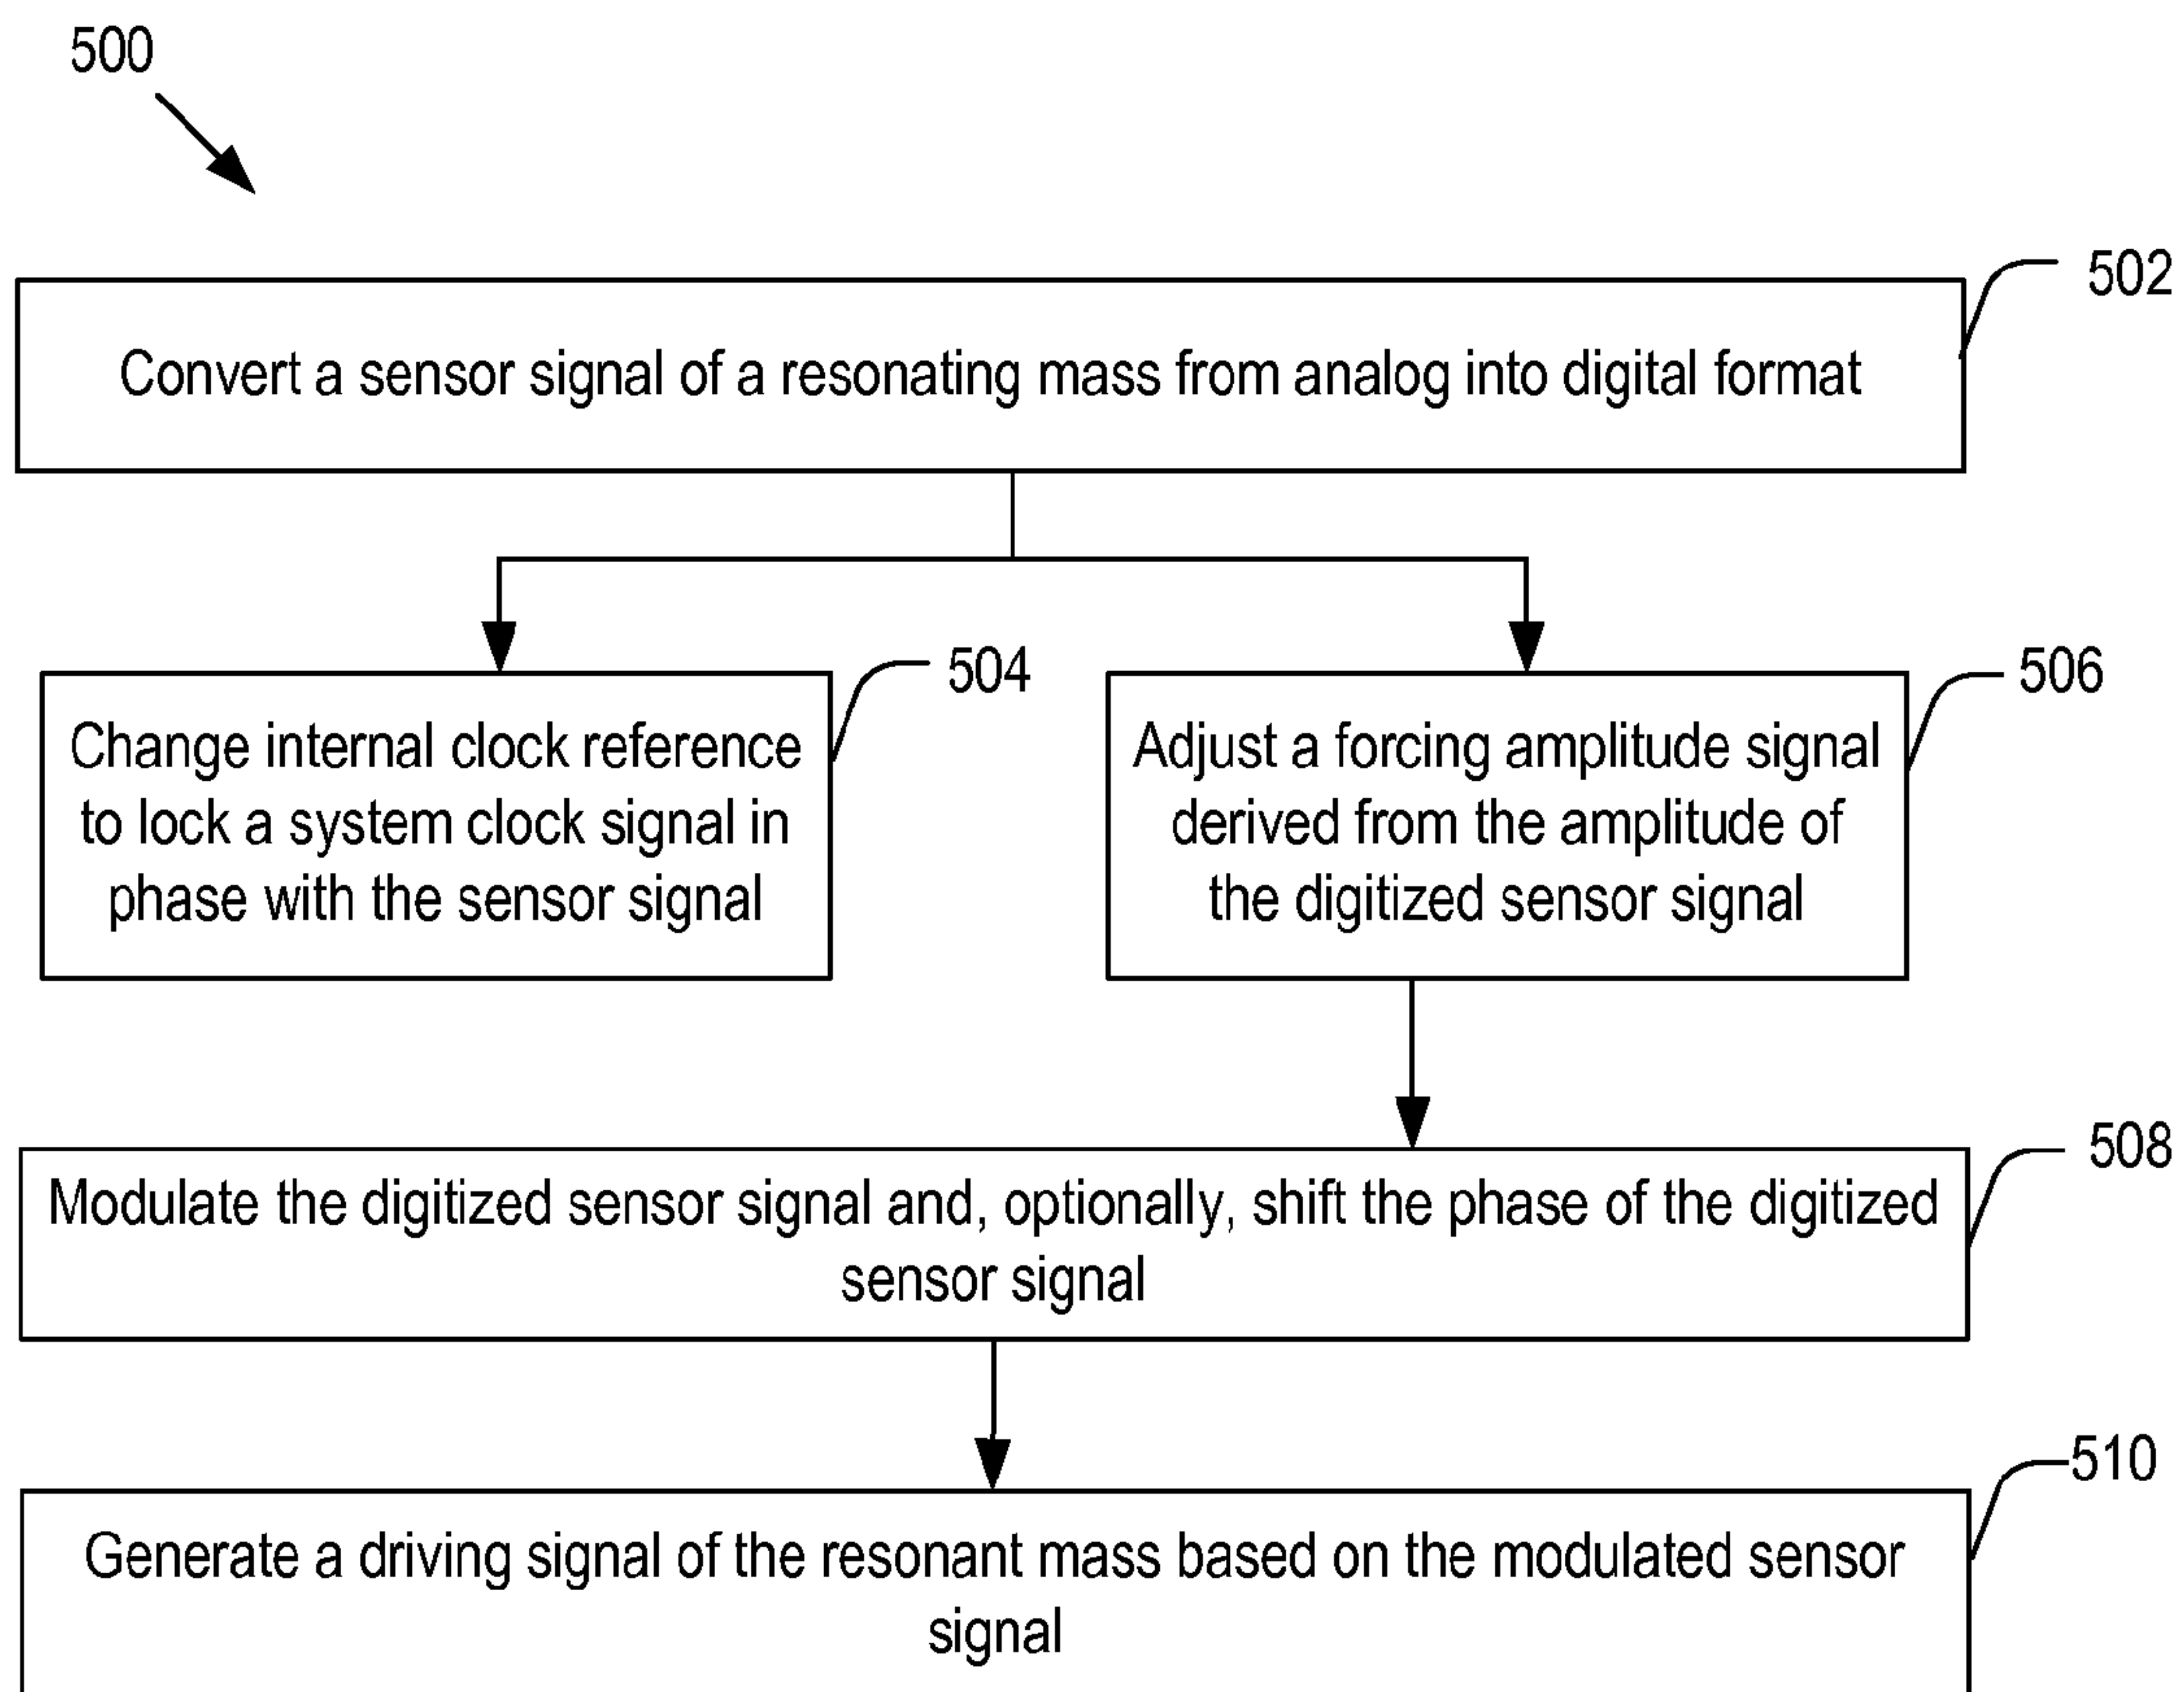 500
502
Convert a sensor signal of a resonating mass from analog into digital format
504
506
Change internal clock reference
to lock a system clock signal in
phase with the sensor signal
Adjust a forcing amplitude signal
derived from the amplitude of
the digitized sensor signal
508
Modulate the digitized sensor signal and, optionally, shift the phase of the digitized
sensor signal
510
Generate a driving signal of the resonant mass based on the modulated sensor
signal